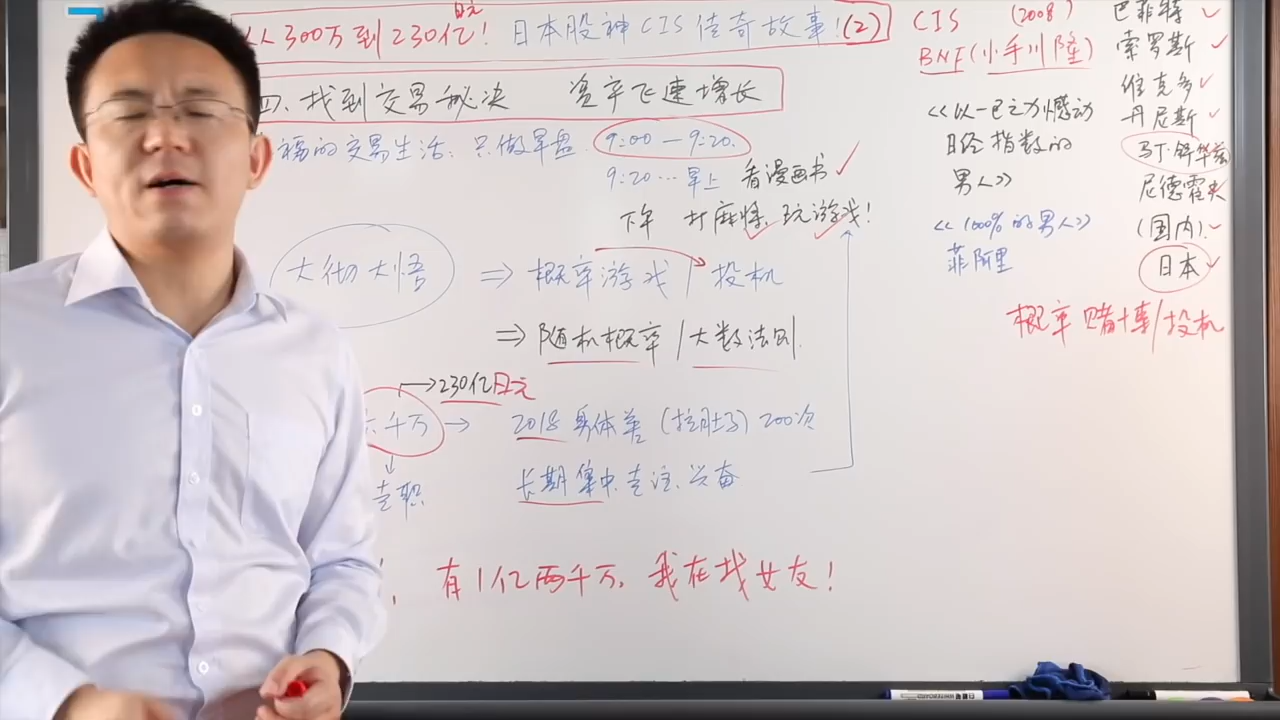 从300万到230亿！日本股神CIS传奇故事！(2)
日元
四、找到交易秘决 资产飞速增长
福的交易生活：只做早盘 9:00—9:20.
9:20…早上 看漫画书
下午 打麻将、玩游戏！
大彻大悟 ⇒ 概率游戏/投机
⇒ 随机概率/大数法则.
→230亿日元
千万 → 2018 身体差（拉肚子）200次
专职
长期集中、专注、兴奋
有1亿两千万，我在找女友！
CIS (2008)
BNF(小手川隆)
《以一己之力撼动
日经指数的
男人》
《1000%的男人》
菲阿里
巴菲特
索罗斯
维克多
丹尼斯
马丁·舒华兹
尼德霍夫
(国内)
日本
概率 赌博/投机
WHITEBOARD